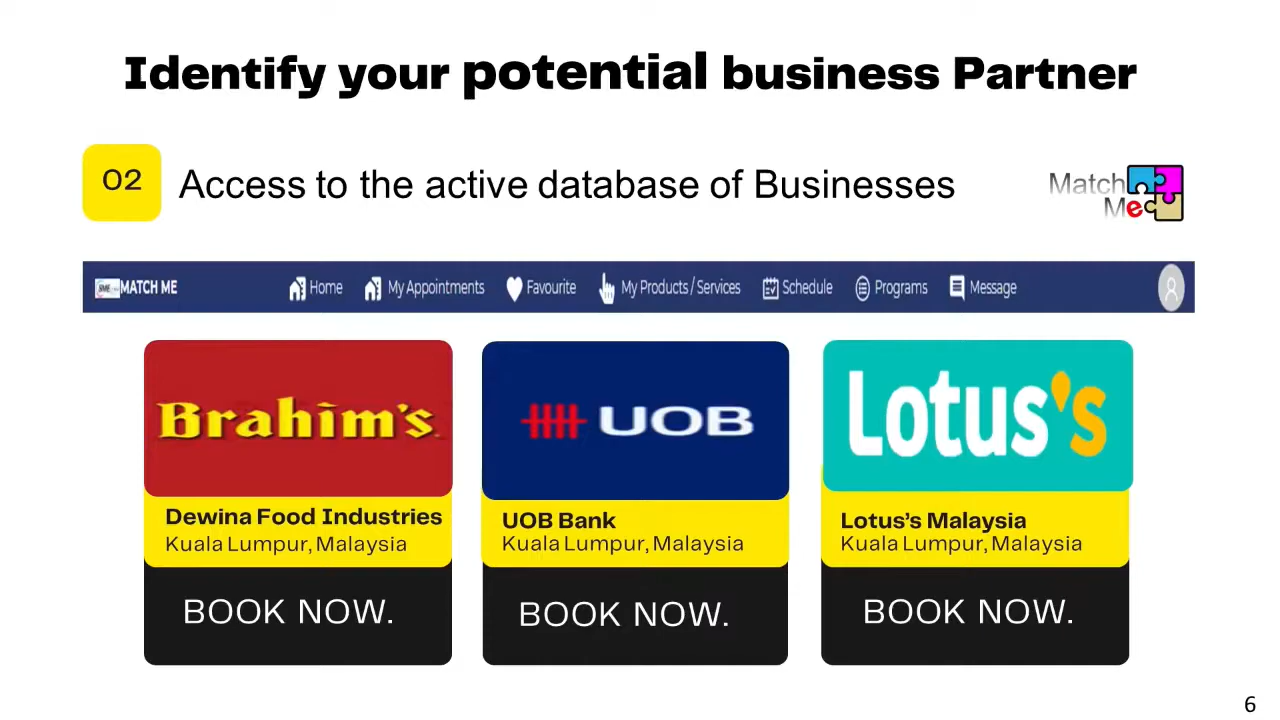 Identify your potential business Partner
02
Access to the active database of Businesses
Match
Me
SME
MATCH ME
Home
My Appointments
Favourite
My Products / Services
Schedule
Programs
Message
Brahim's
UOB
Lotus's
Dewina Food Industries
Kuala Lumpur, Malaysia
UOB Bank
Kuala Lumpur, Malaysia
Lotus's Malaysia
Kuala Lumpur, Malaysia
BOOK NOW.
BOOK NOW.
BOOK NOW.
6